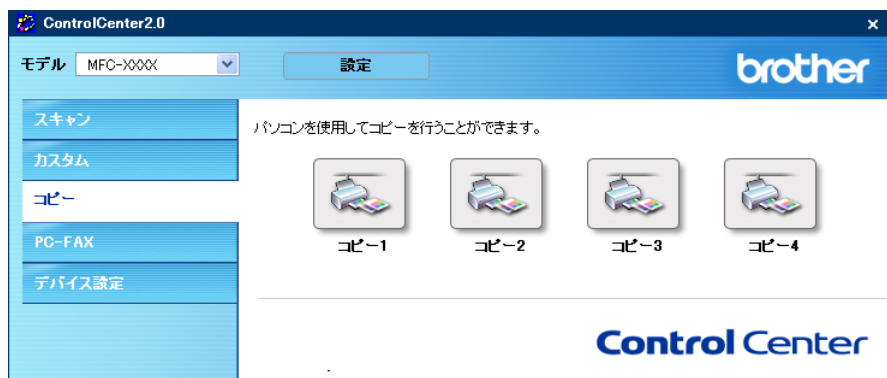 ControlCenter2.0
モデル MFC-XXXX 設定
brother
スキャン
カスタム
コピー
PC-FAX
デバイス設定
パソコンを使用してコピーを行うことができます。
コピー1 コピー2 コピー3 コピー4
Control Center